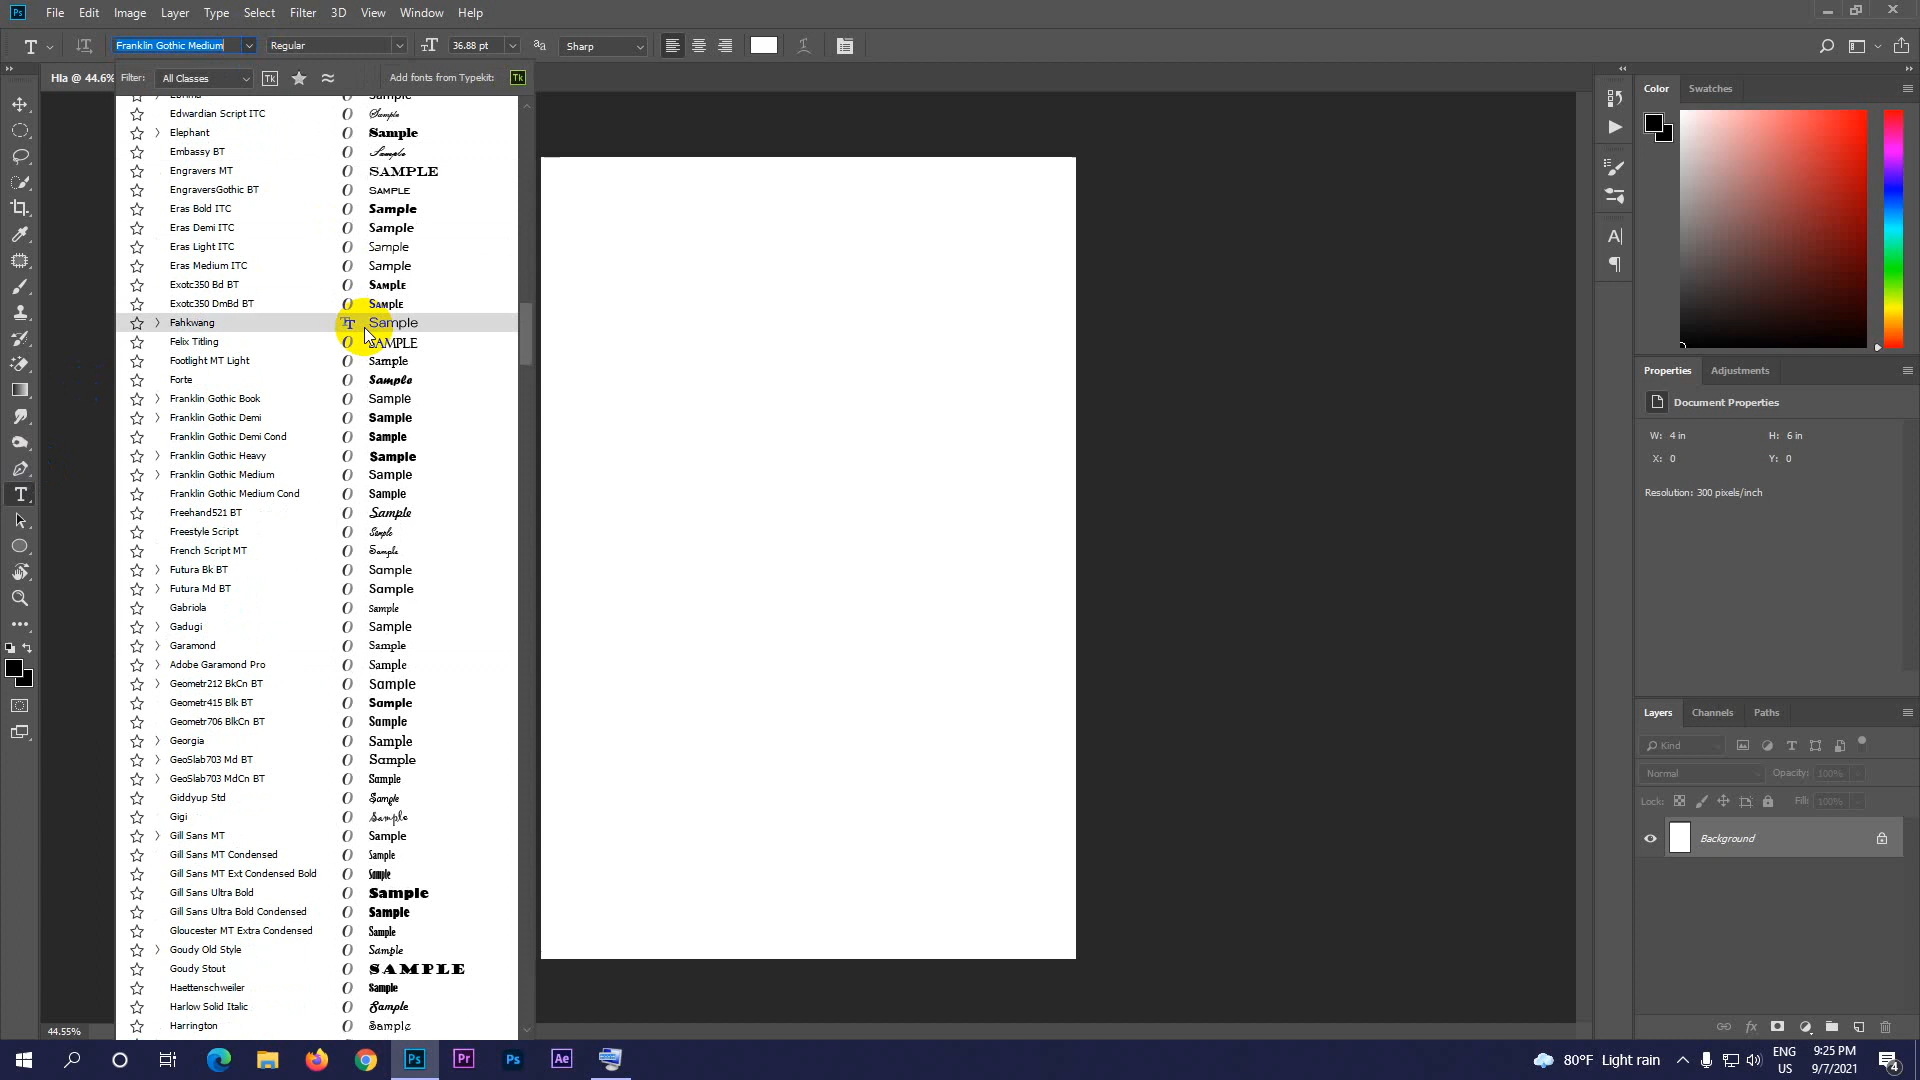 Ps File Edit Image Layer Type Select Filter 3D View Window Help
Franklin Gothic Medium Regular 36.88 pt Sharp
Hla @ 44.6% Filter: All Classes Tk Add fonts from Typekit: Tk
Edwardian Script ITC Sample
Elephant Sample
Embassy BT Sample
Engravers MT SAMPLE
EngraversGothic BT SAMPLE
Eras Bold ITC Sample
Eras Demi ITC Sample
Eras Light ITC Sample
Eras Medium ITC Sample
Exotc350 Bd BT Sample
Exotc350 DmBd BT Sample
Fahkwang Sample
Felix Titling SAMPLE
Footlight MT Light Sample
Forte Sample
Franklin Gothic Book Sample
Franklin Gothic Demi Sample
Franklin Gothic Demi Cond Sample
Franklin Gothic Heavy Sample
Franklin Gothic Medium Sample
Franklin Gothic Medium Cond Sample
Freehand521 BT Sample
Freestyle Script Sample
French Script MT Sample
Futura Bk BT Sample
Futura Md BT Sample
Gabriola Sample
Gadugi Sample
Garamond Sample
Adobe Garamond Pro Sample
Geometr212 BkCn BT Sample
Geometr415 Blk BT Sample
Geometr706 BlkCn BT Sample
Georgia Sample
GeoSlab703 Md BT Sample
GeoSlab703 MdCn BT Sample
Giddyup Std Sample
Gigi Sample
Gill Sans MT Sample
Gill Sans MT Condensed Sample
Gill Sans MT Ext Condensed Bold Sample
Gill Sans Ultra Bold Sample
Gill Sans Ultra Bold Condensed Sample
Gloucester MT Extra Condensed Sample
Goudy Old Style Sample
Goudy Stout SAMPLE
Haettenschweiler Sample
Harlow Solid Italic Sample
Harrington Sample
44.55%
Color Swatches
Properties Adjustments
Document Properties
W: 4 in H: 6 in
X: 0 Y: 0
Resolution: 300 pixels/inch
Layers Channels Paths
Kind
Normal Opacity: 100%
Lock: Fill: 100%
Background
Ps Pr Ps Ae
80°F Light rain
ENG
US
9:25 PM
9/7/2021
4